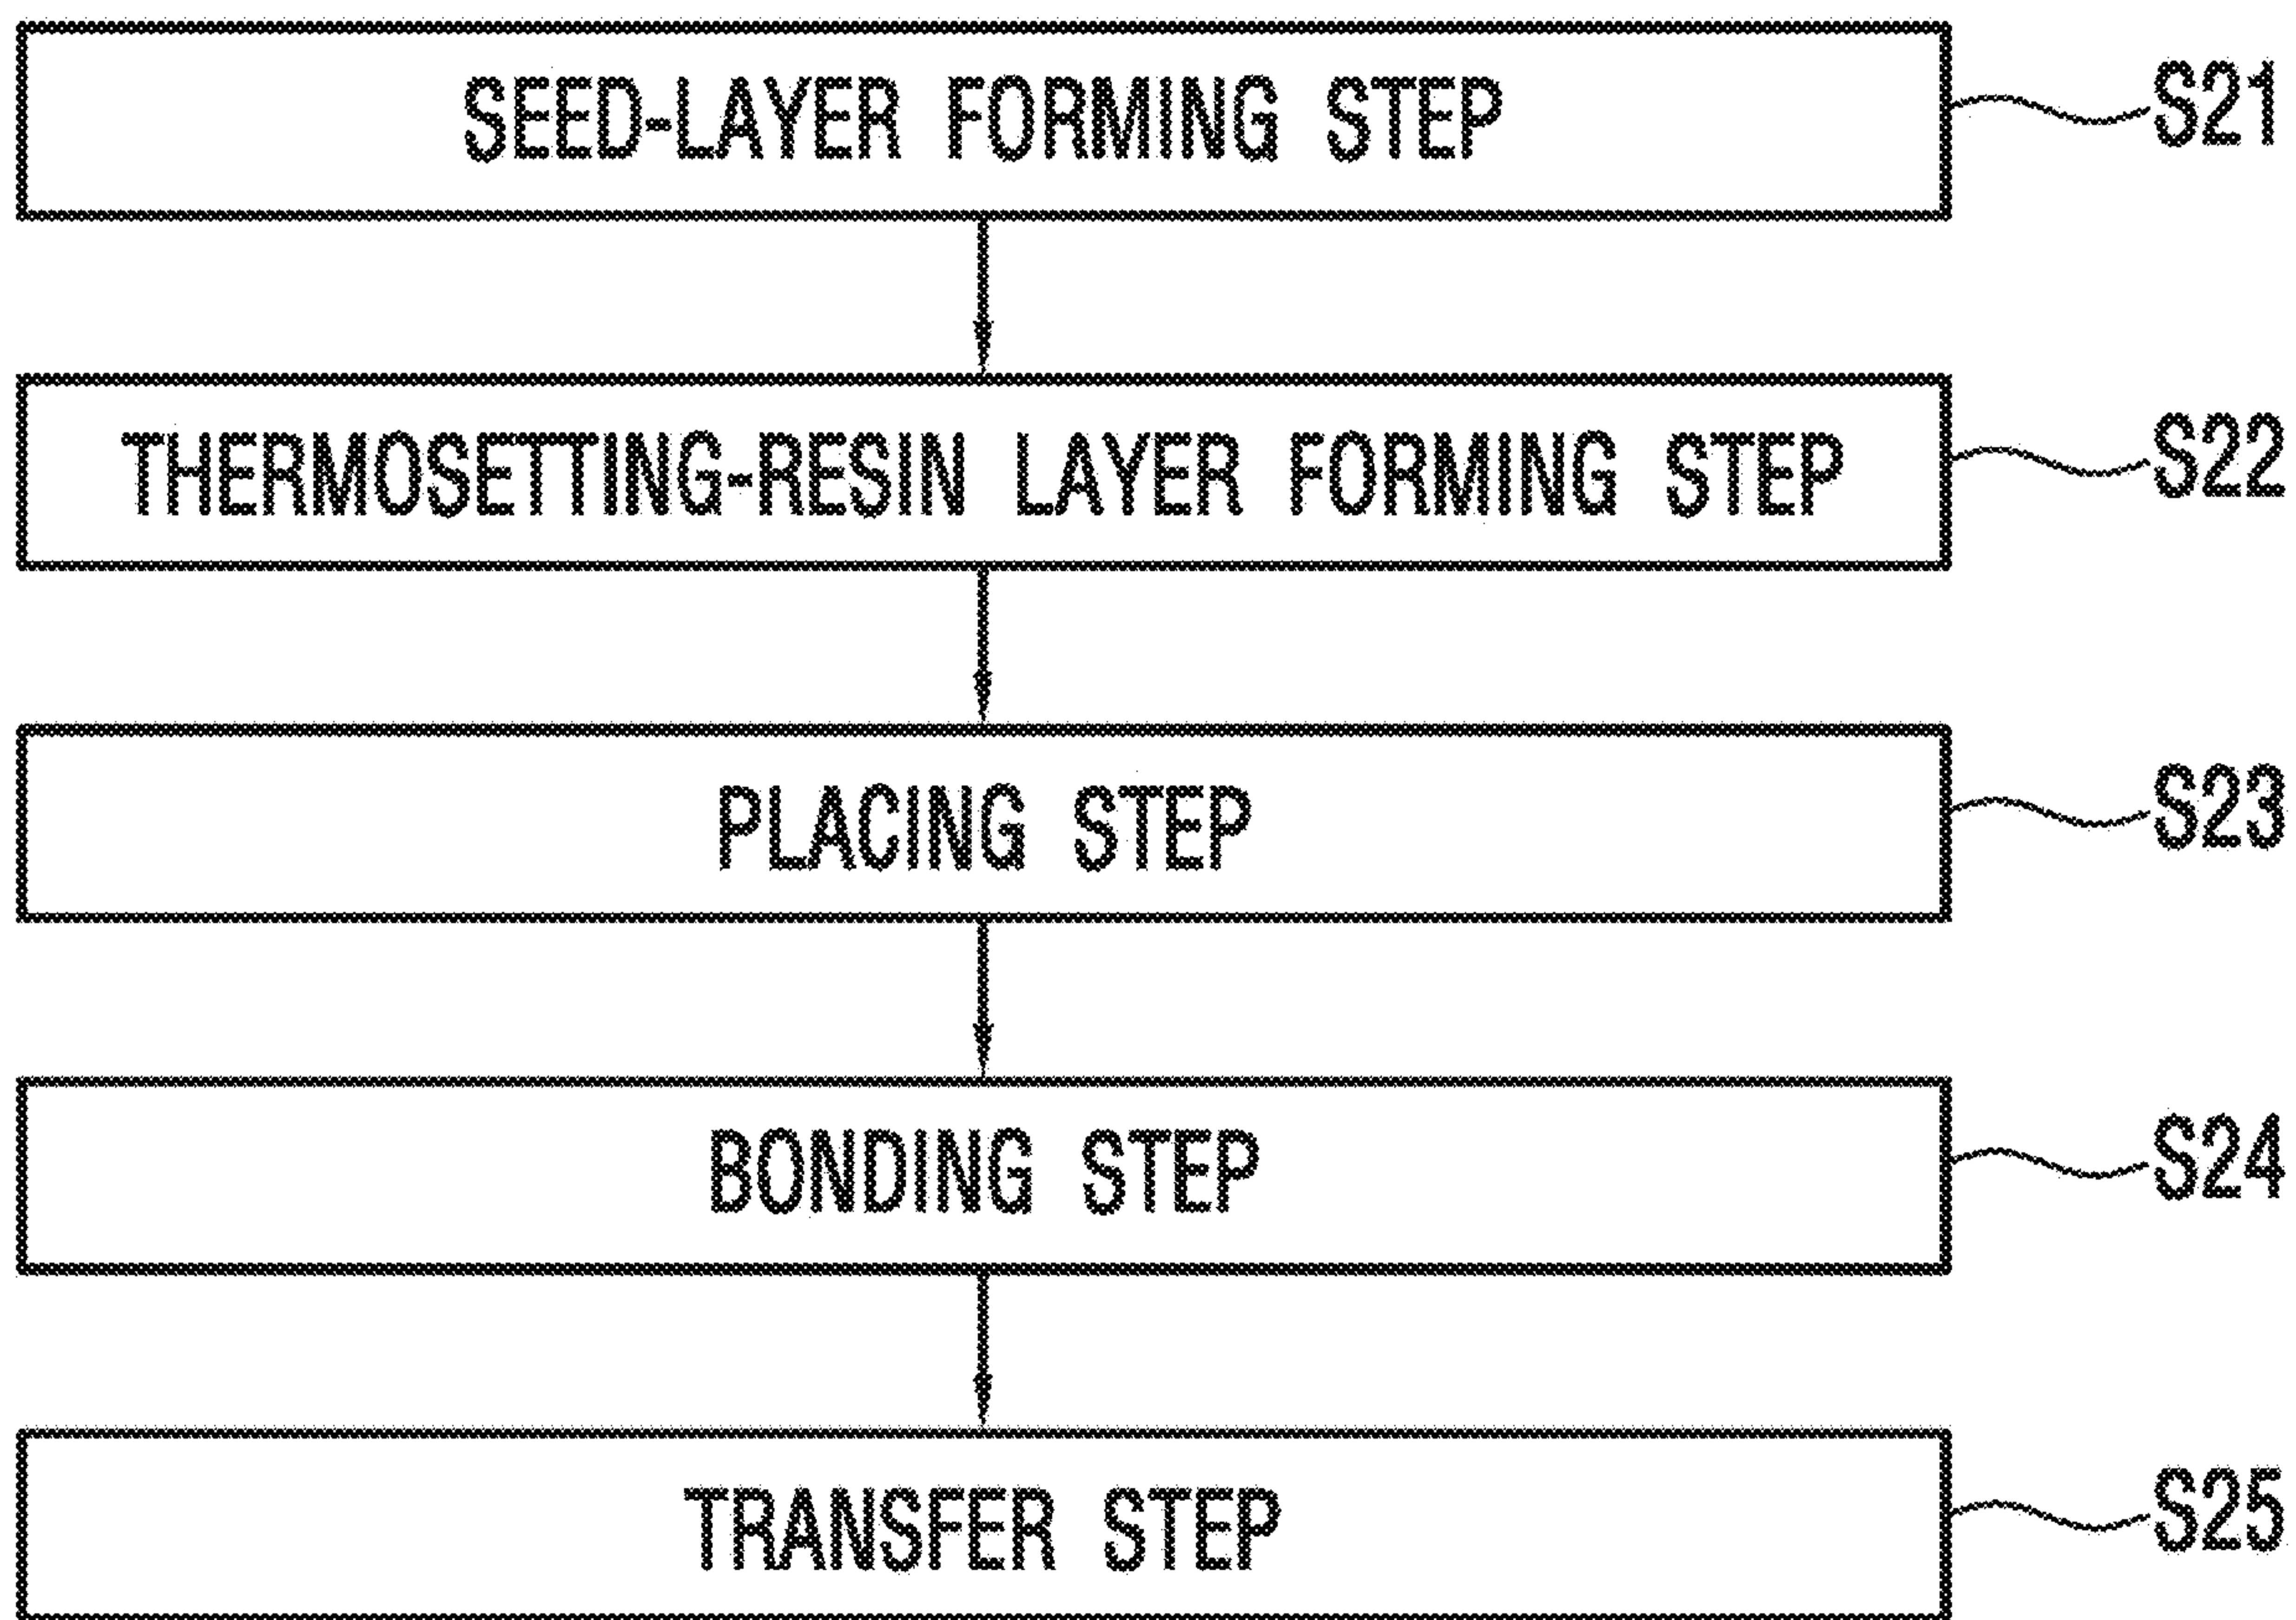 SEED-LAYER FORMING STEP S21
THERMOSETTING-RESIN LAYER FORMING STEP S22
PLACING STEP S23
BONDING STEP S24
TRANSFER STEP S25